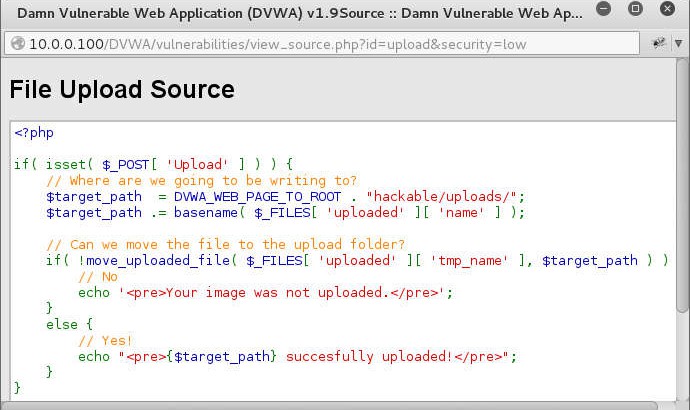 Damn Vulnerable Web Application (DVWA) v1.9Source :: Damn Vulnerable Web Ap...
10.0.0.100/DVWA/vulnerabilities/view_source.php?id=upload&security=low
File Upload Source
<?php
if( isset( $_POST[ 'Upload' ] ) ) {
    // Where are we going to be writing to?
    $target_path  = DVWA_WEB_PAGE_TO_ROOT . "hackable/uploads/";
    $target_path .= basename( $_FILES[ 'uploaded' ][ 'name' ] );
    // Can we move the file to the upload folder?
    if( !move_uploaded_file( $_FILES[ 'uploaded' ][ 'tmp_name' ], $target_path ) )
        // No
        echo '<pre>Your image was not uploaded.</pre>';
    }
    else {
        // Yes!
        echo "<pre>{$target_path} succesfully uploaded!</pre>";
    }
}